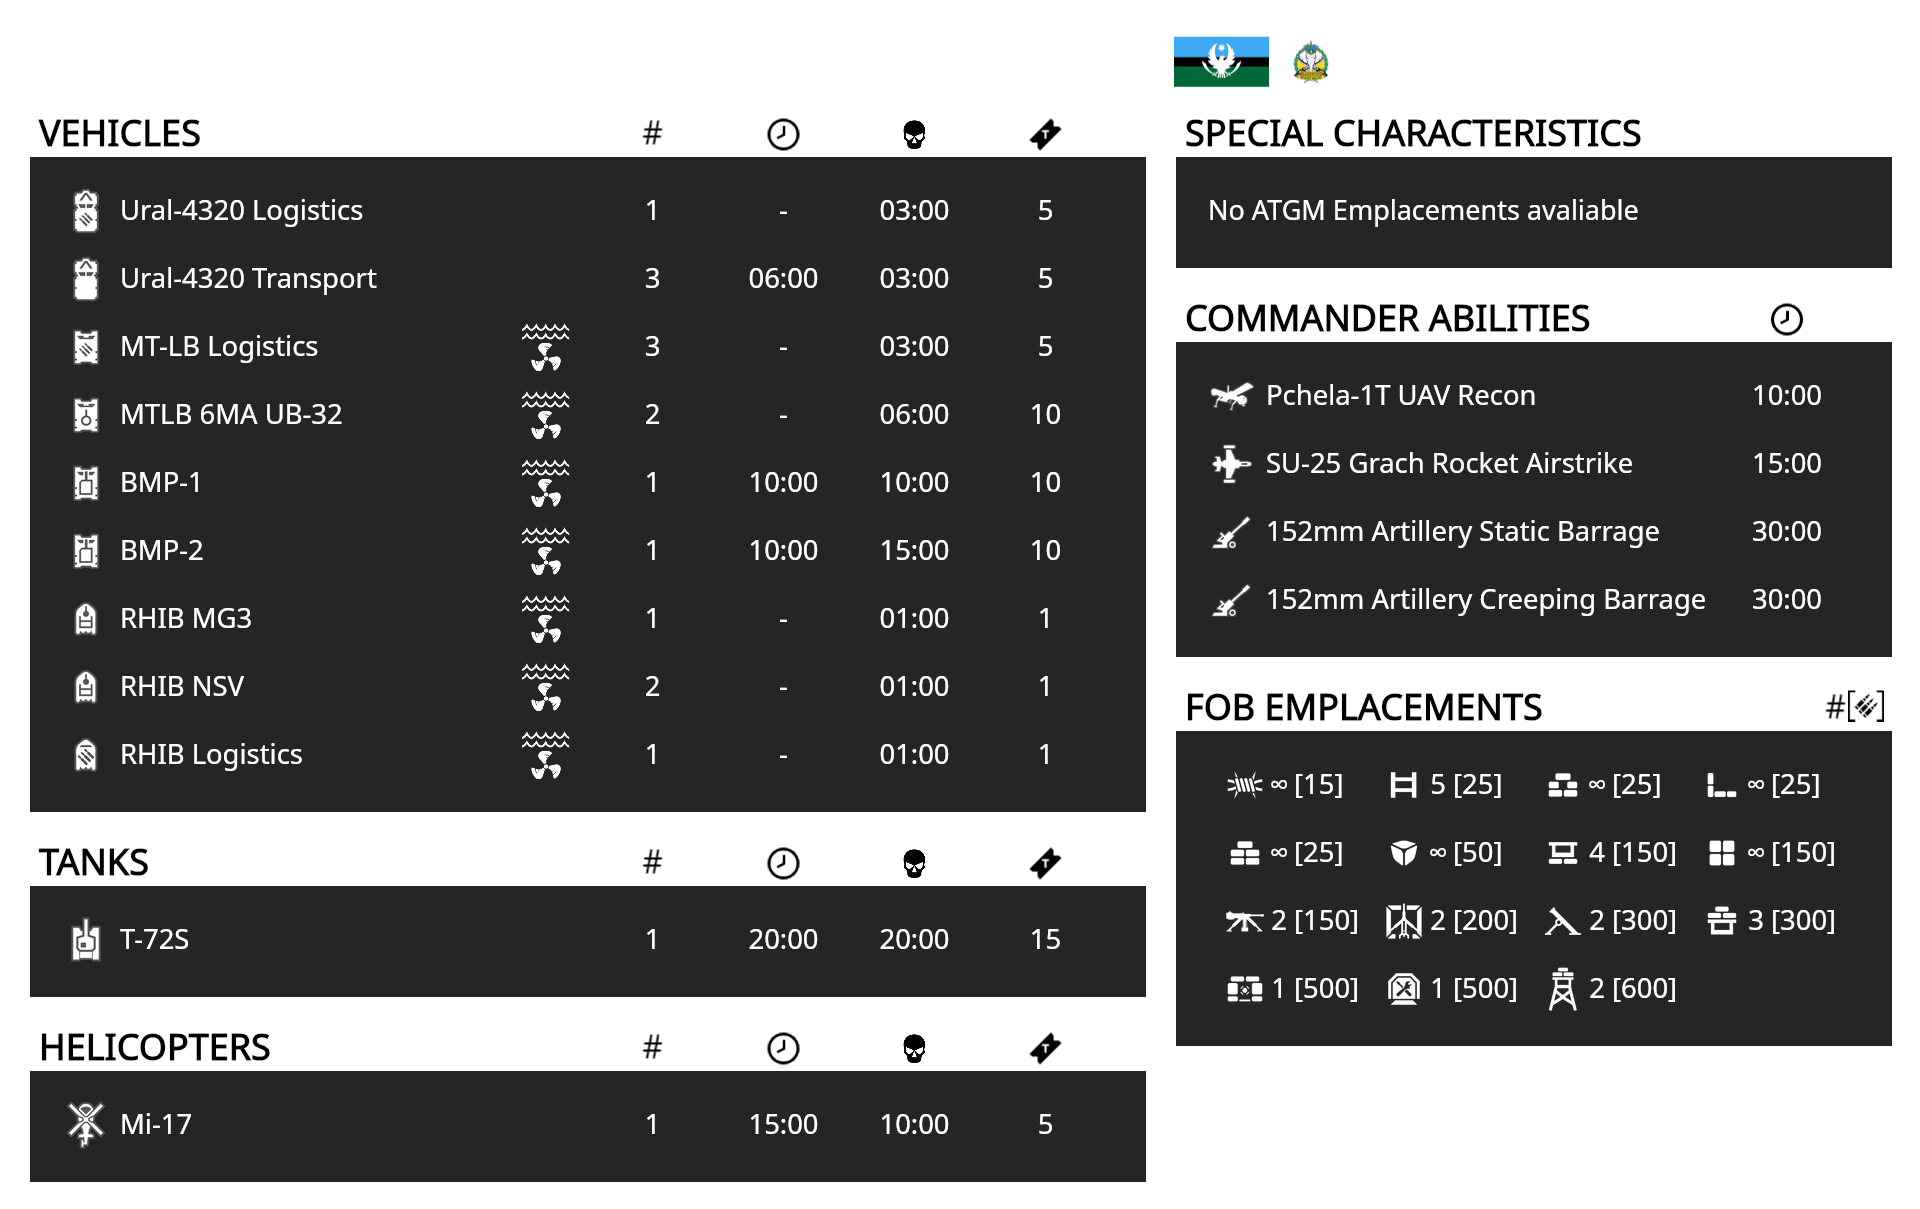 VEHICLES #
Ural-4320 Logistics 1 - 03:00 5
Ural-4320 Transport 3 06:00 03:00 5
MT-LB Logistics 3 - 03:00 5
MTLB 6MA UB-32 2 - 06:00 10
BMP-1 1 10:00 10:00 10
BMP-2 1 10:00 15:00 10
RHIB MG3 1 - 01:00 1
RHIB NSV 2 - 01:00 1
RHIB Logistics 1 - 01:00 1
TANKS #
T-72S 1 20:00 20:00 15
HELICOPTERS #
Mi-17 1 15:00 10:00 5
SPECIAL CHARACTERISTICS
No ATGM Emplacements avaliable
COMMANDER ABILITIES
Pchela-1T UAV Recon 10:00
SU-25 Grach Rocket Airstrike 15:00
152mm Artillery Static Barrage 30:00
152mm Artillery Creeping Barrage 30:00
FOB EMPLACEMENTS #[]
∞ [15] 5 [25] ∞ [25] ∞ [25]
∞ [25] ∞ [50] 4 [150] ∞ [150]
2 [150] 2 [200] 2 [300] 3 [300]
1 [500] 1 [500] 2 [600]